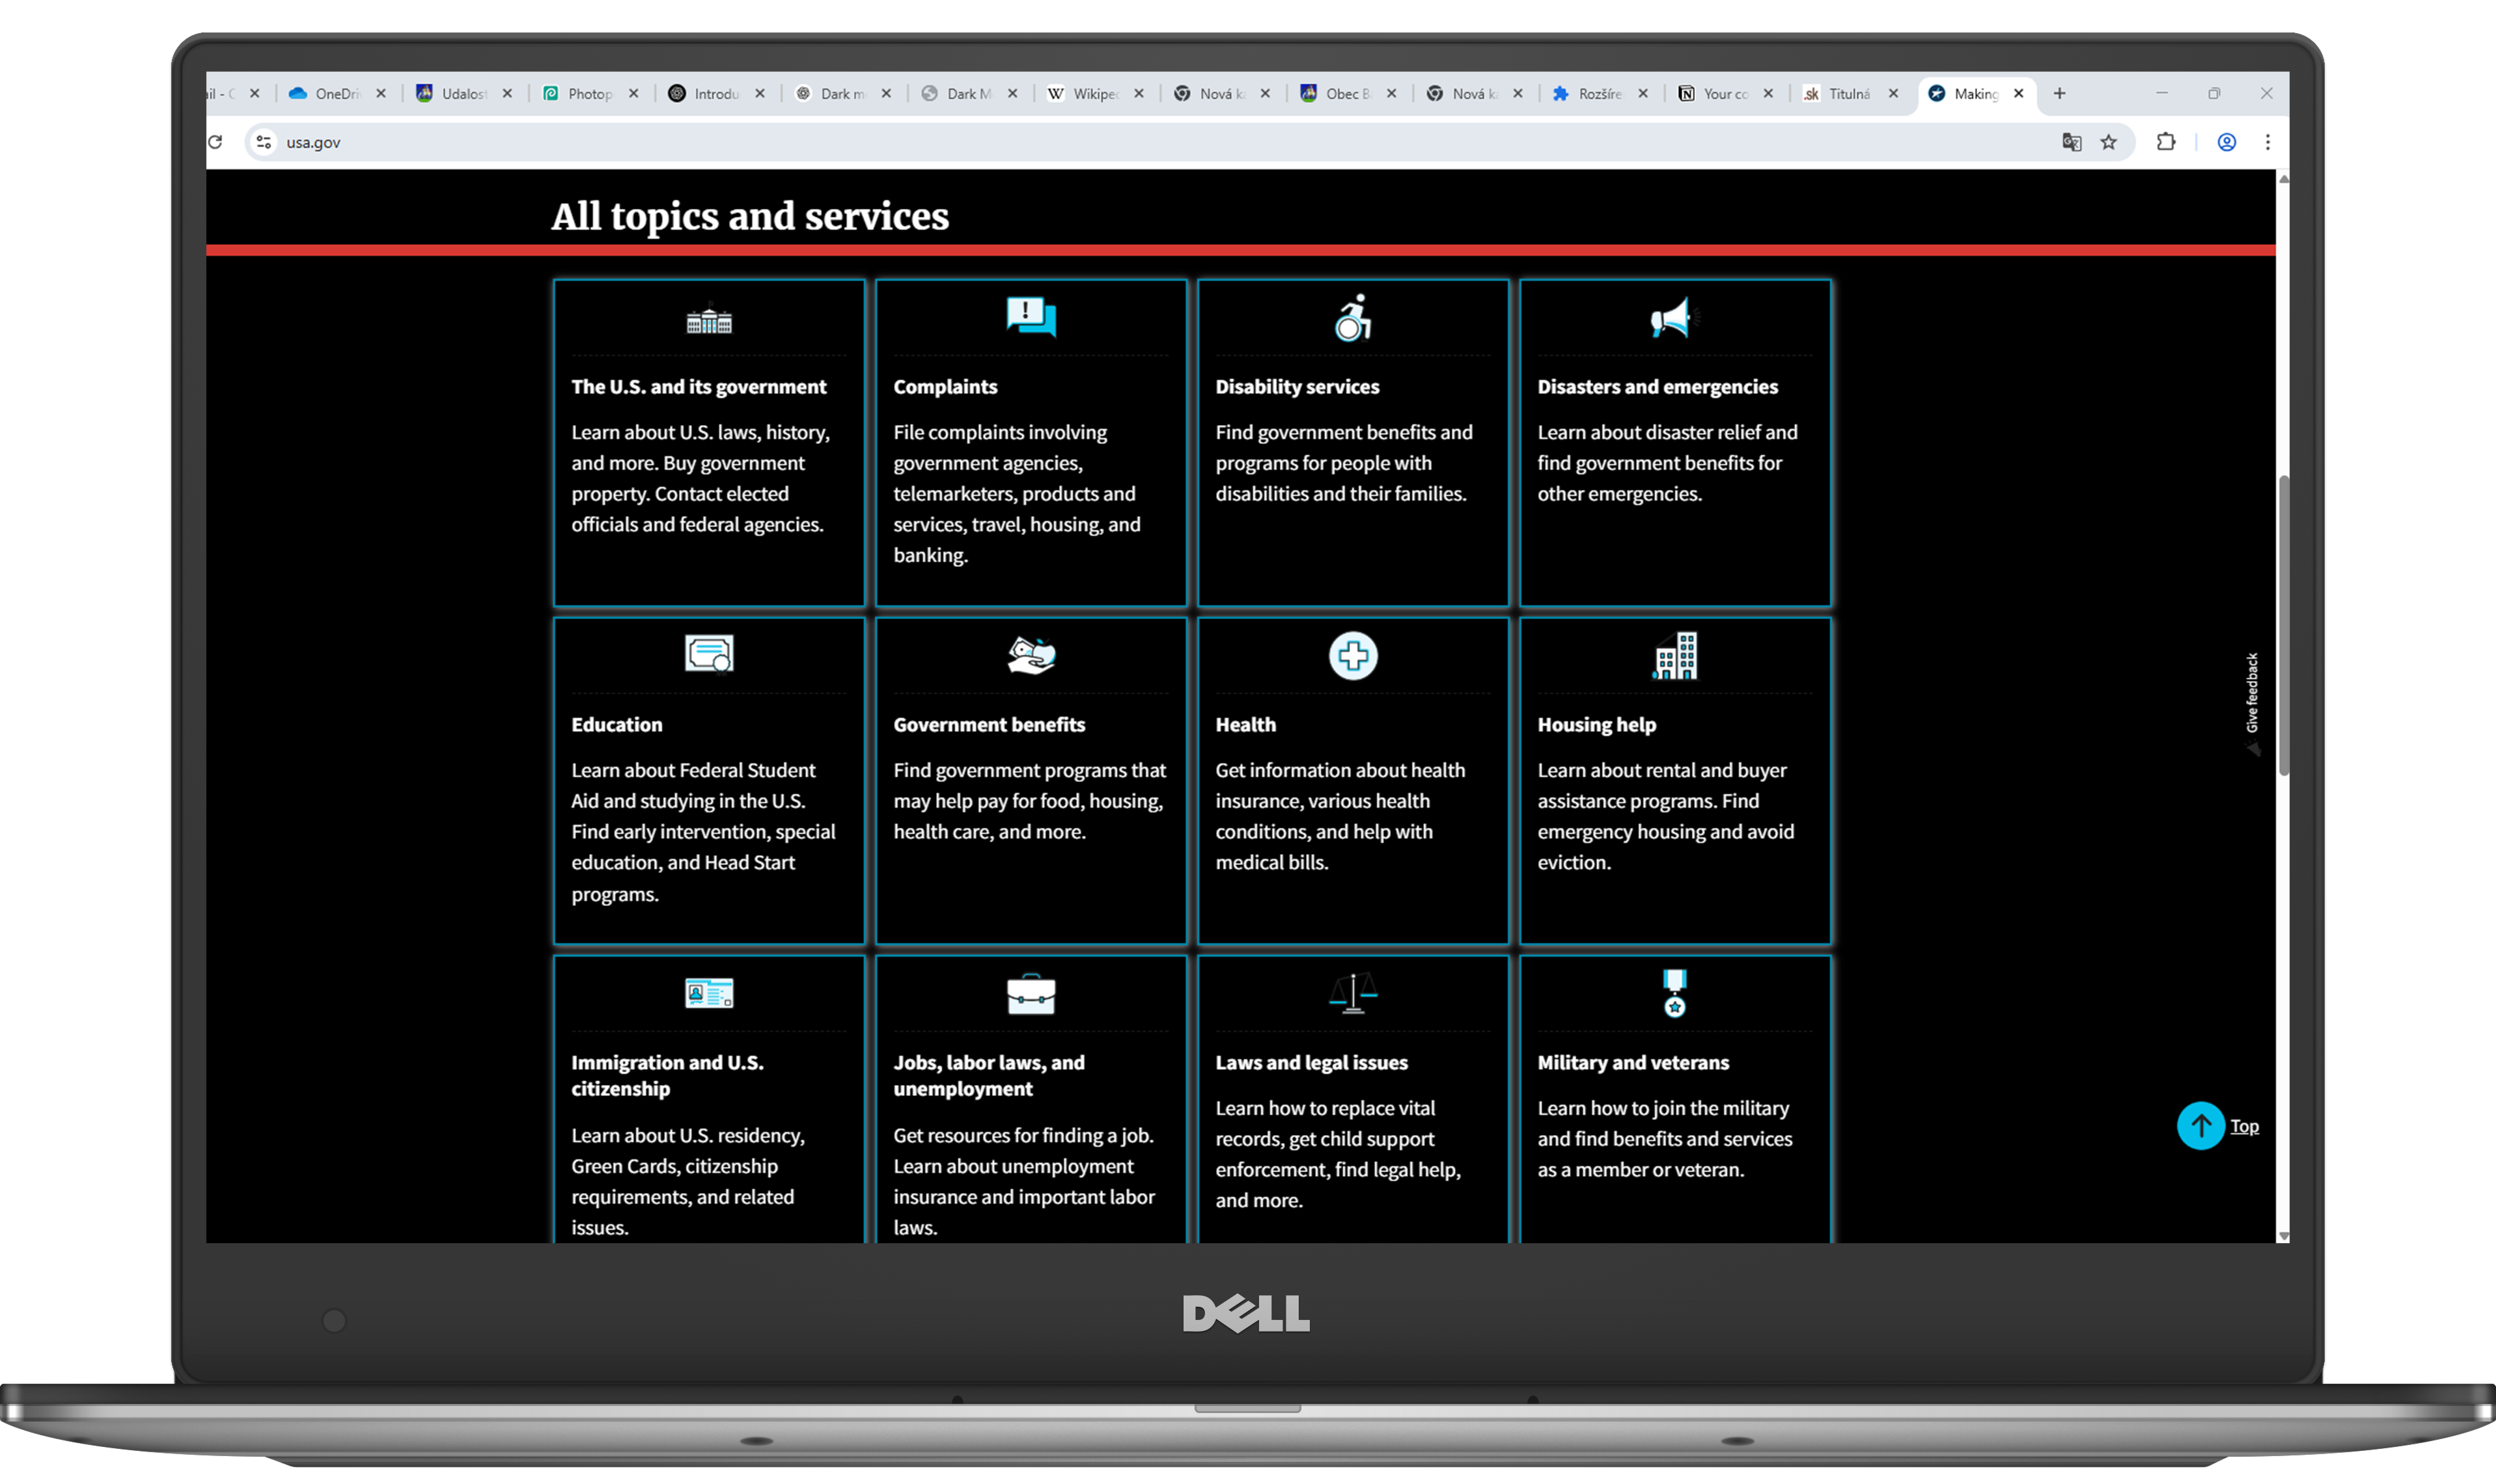 ail - C
OneDri
Udalost
Photop
Introdu
Dark m
Dark M
Wikipe
Nová k
Obec B
Nová k
Rozšíre
Your co
.sk Titulná
Making
usa.gov
All topics and services
The U.S. and its government
Learn about U.S. laws, history,
and more. Buy government
property. Contact elected
officials and federal agencies.
Complaints
File complaints involving
government agencies,
telemarketers, products and
services, travel, housing, and
banking.
Disability services
Find government benefits and
programs for people with
disabilities and their families.
Disasters and emergencies
Learn about disaster relief and
find government benefits for
other emergencies.
Education
Learn about Federal Student
Aid and studying in the U.S.
Find early intervention, special
education, and Head Start
programs.
Government benefits
Find government programs that
may help pay for food, housing,
health care, and more.
Health
Get information about health
insurance, various health
conditions, and help with
medical bills.
Housing help
Learn about rental and buyer
assistance programs. Find
emergency housing and avoid
eviction.
Give feedback
Immigration and U.S.
citizenship
Learn about U.S. residency,
Green Cards, citizenship
requirements, and related
issues.
Jobs, labor laws, and
unemployment
Get resources for finding a job.
Learn about unemployment
insurance and important labor
laws.
Laws and legal issues
Learn how to replace vital
records, get child support
enforcement, find legal help,
and more.
Military and veterans
Learn how to join the military
and find benefits and services
as a member or veteran.
Top
DELL